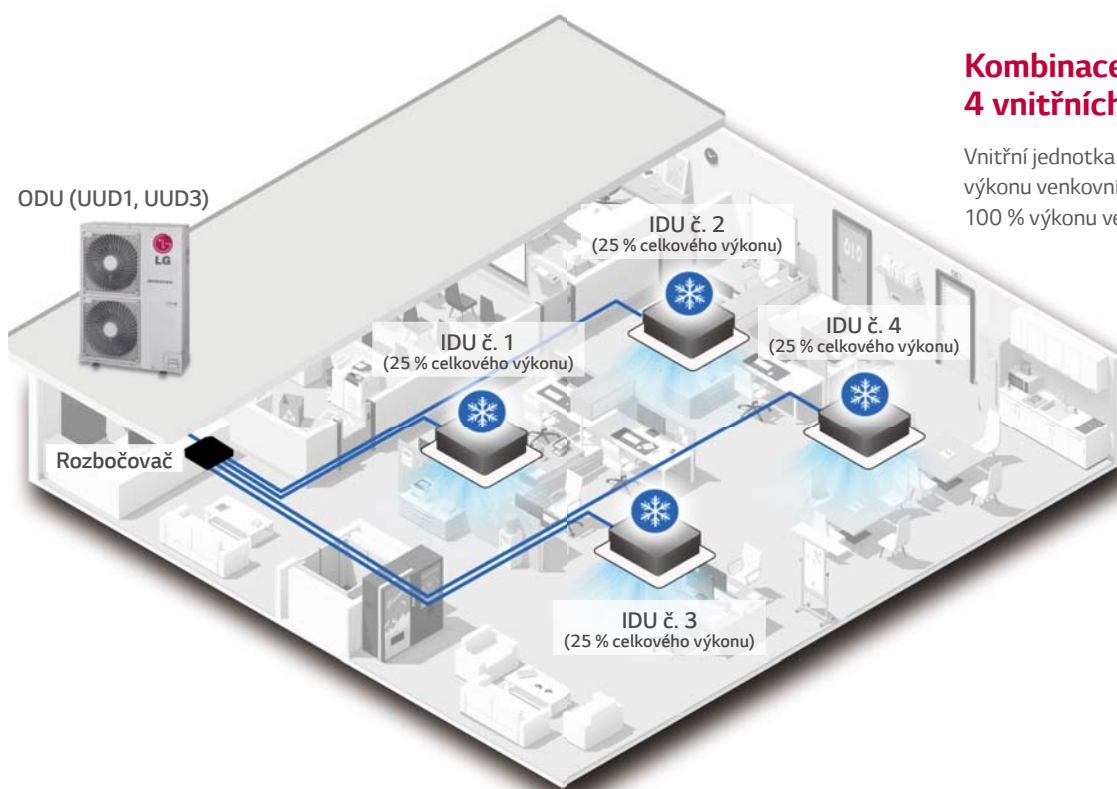 Kombinace
4 vnitřních
Vnitřní jednotka
výkonu venkovní
100 % výkonu ve
ODU (UUD1, UUD3)
LG
IDU č. 2
(25 % celkového výkonu)
IDU č. 1
(25 % celkového výkonu)
IDU č. 4
(25 % celkového výkonu)
Rozbočovač
IDU č. 3
(25 % celkového výkonu)